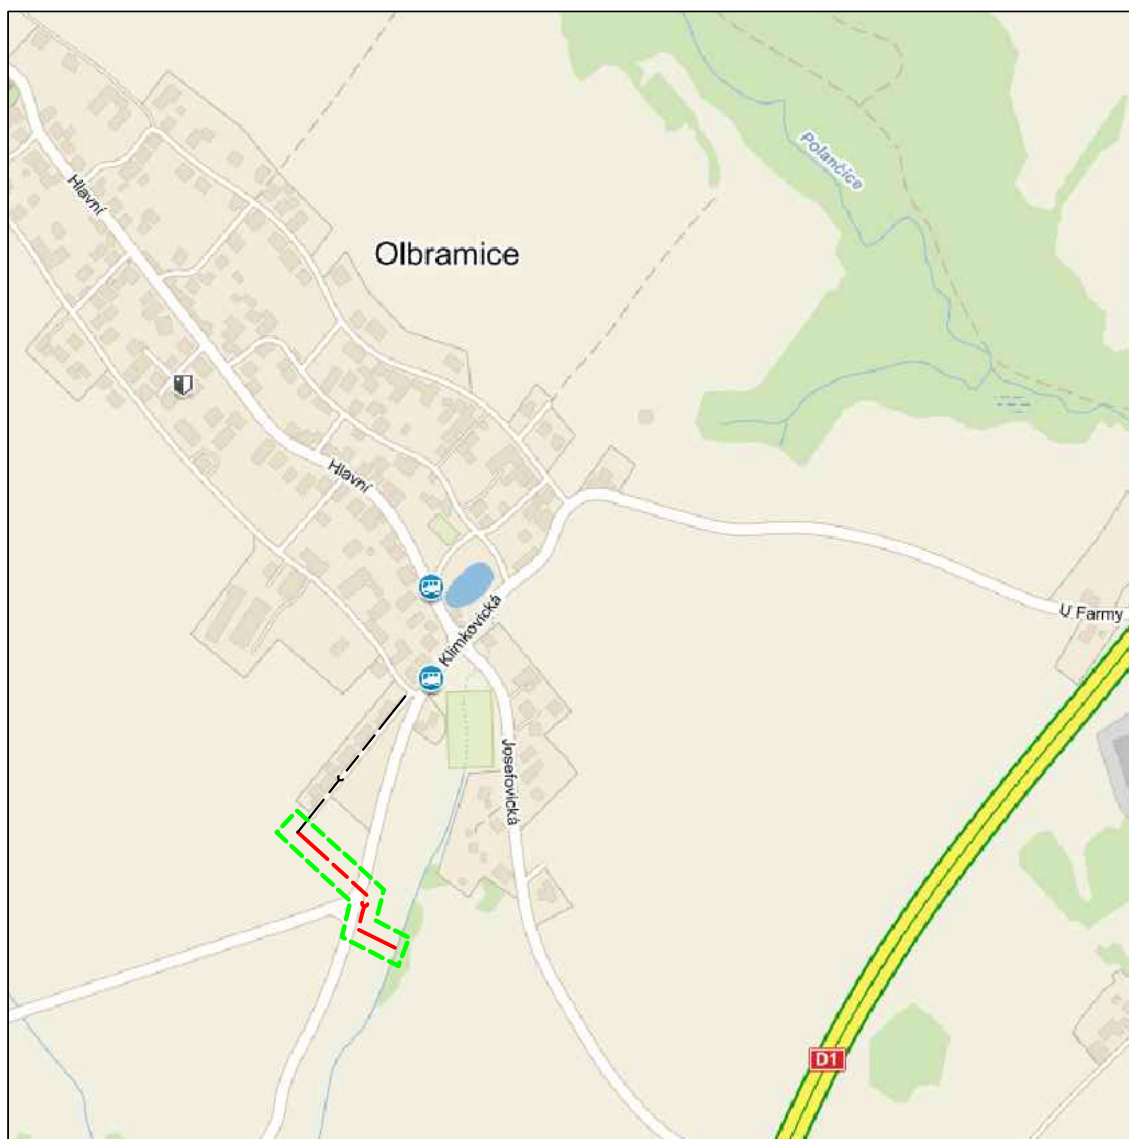 Polančice
Hlavní
Olbramice
Hlavní
Klimkovická
U Farmy
Josefovická
D1